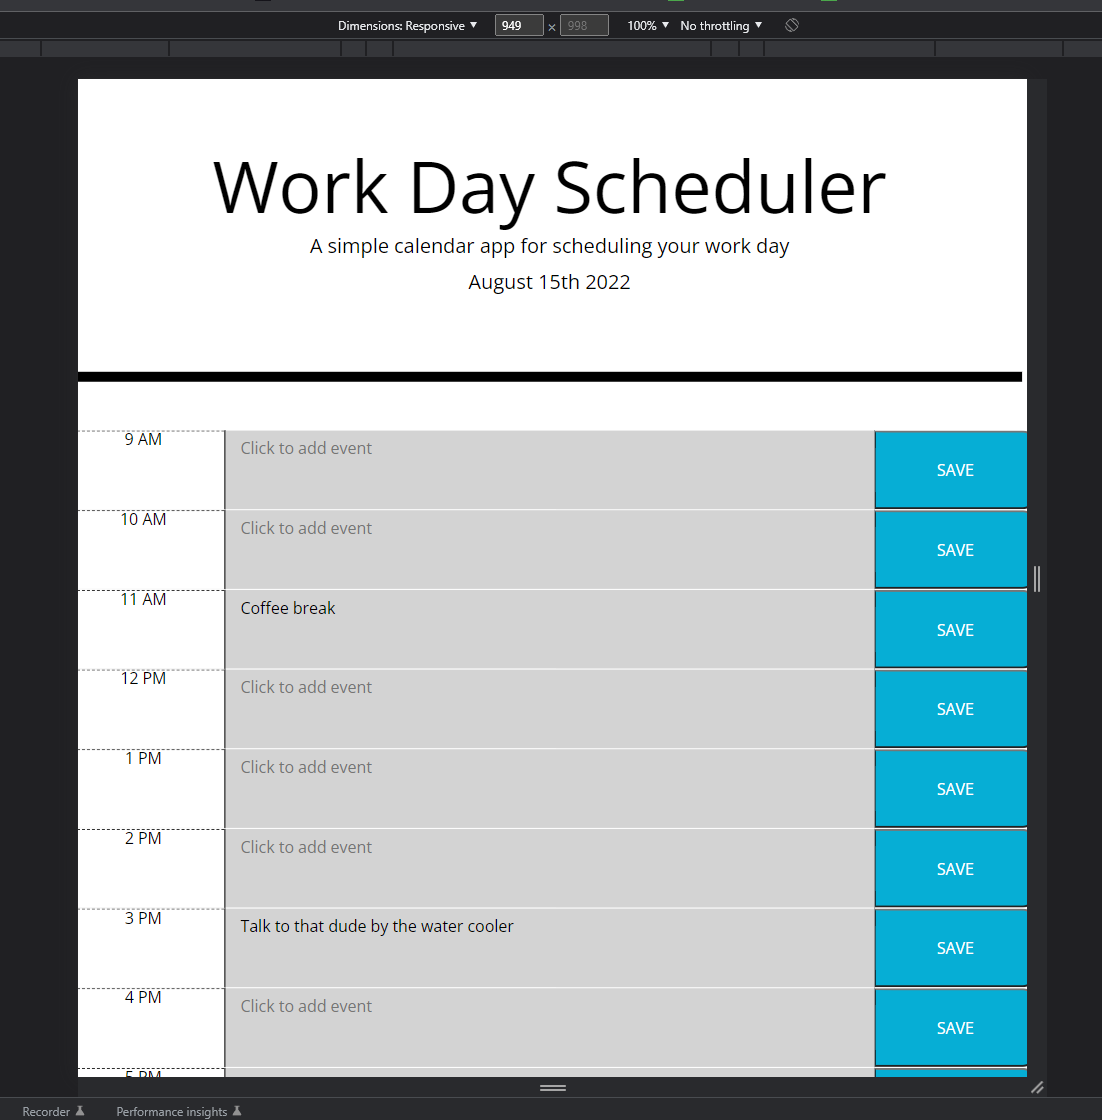 Dimensions: Responsive ▼ 949 × 998 100% ▼ No throttling ▼
Work Day Scheduler
A simple calendar app for scheduling your work day
August 15th 2022
9 AM Click to add event SAVE
10 AM Click to add event SAVE
11 AM Coffee break SAVE
12 PM Click to add event SAVE
1 PM Click to add event SAVE
2 PM Click to add event SAVE
3 PM Talk to that dude by the water cooler SAVE
4 PM Click to add event SAVE
5 PM
Recorder Performance insights